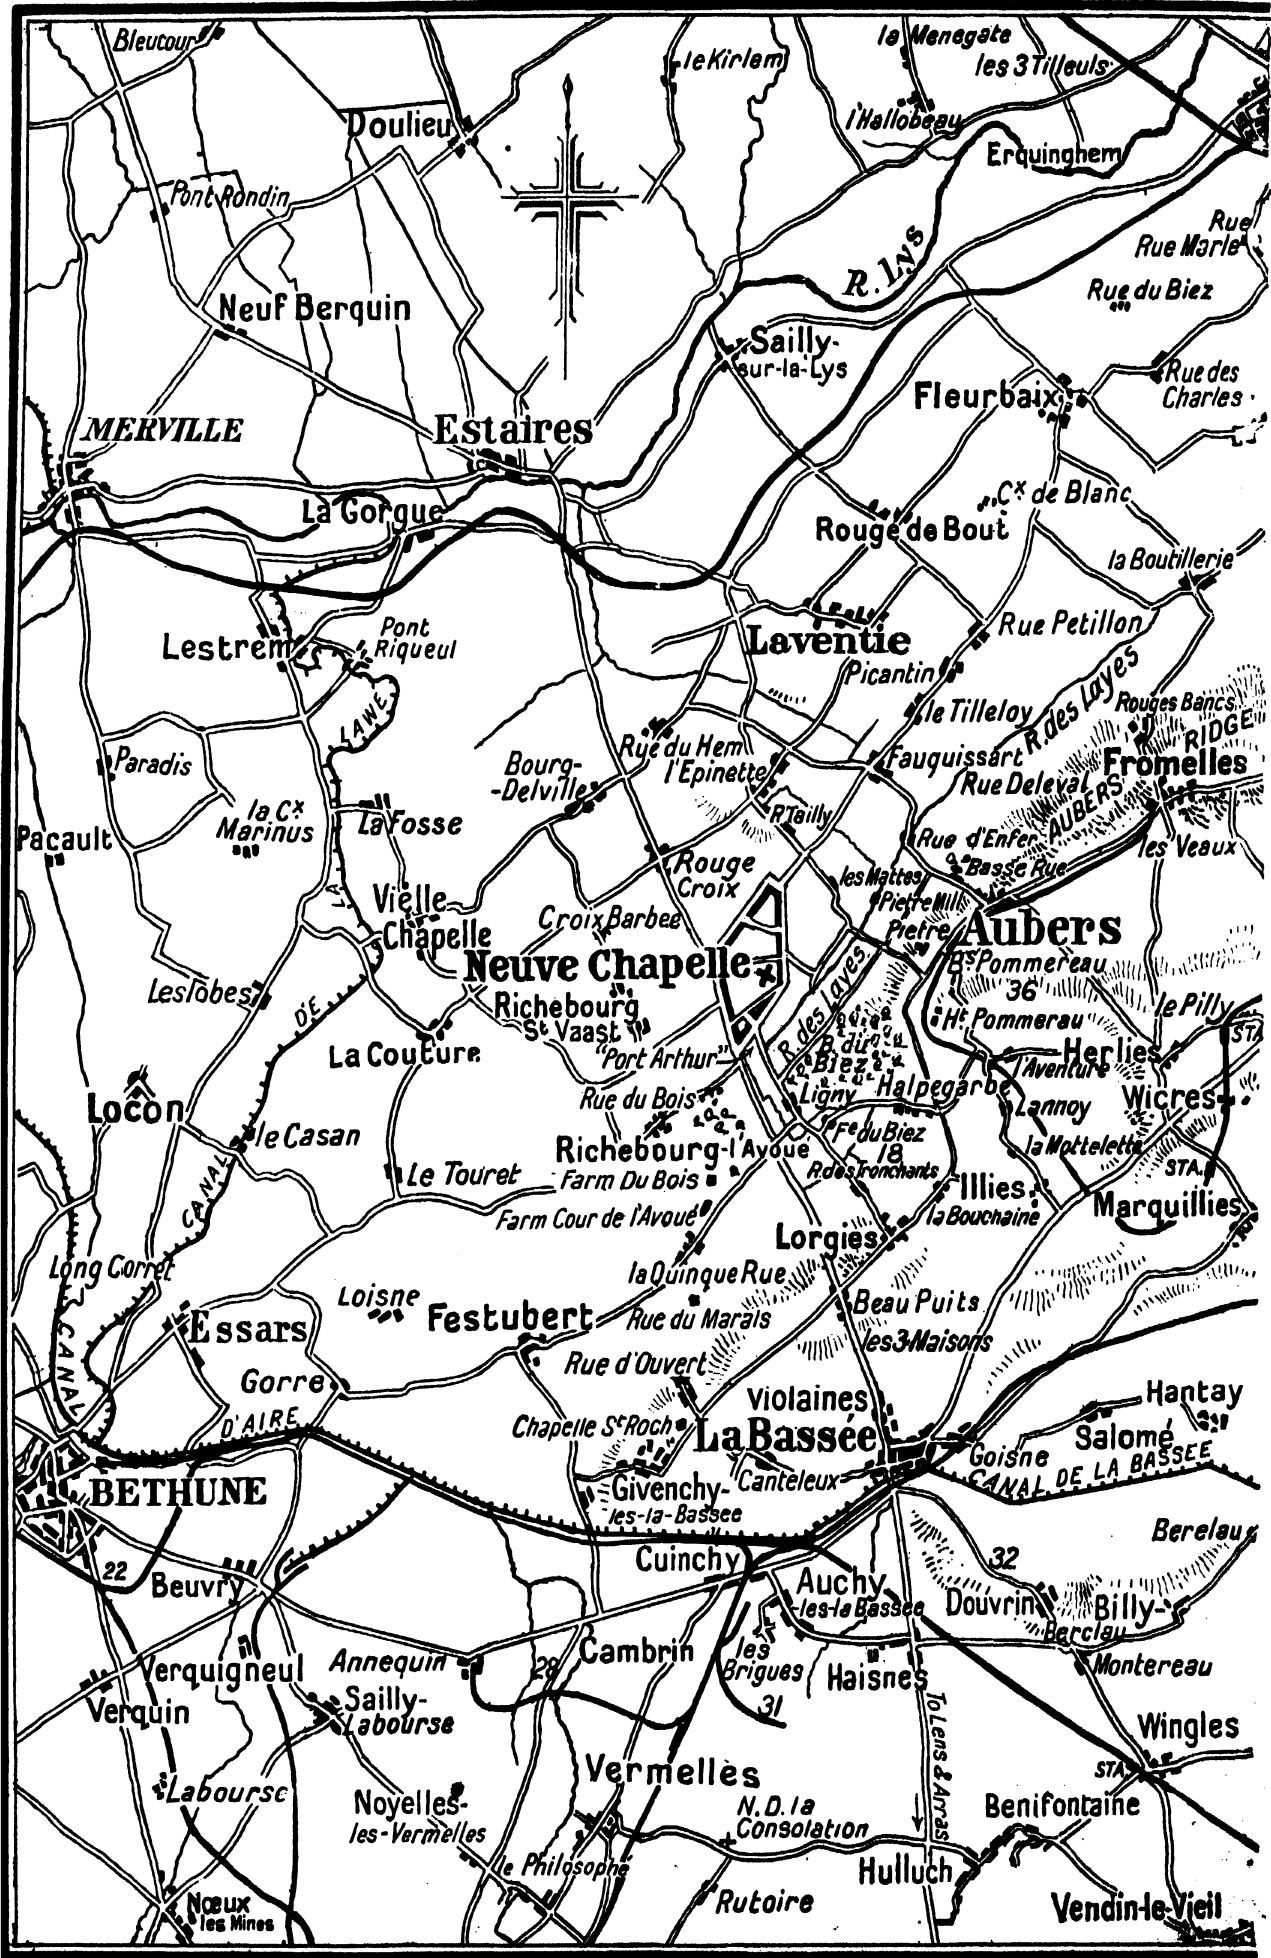 Bleutour
le Kirlem
la Menegate
les 3 Tilleuls
l'Hallobeau
Doulieu
Erquinghem
Pont Rondin
Rue
Rue Marle
R. Lys
Rue du Biez
Neuf Berquin
Sailly-
sur-la-Lys
Rue des
Charles
Fleurbaix
MERVILLE
Estaires
Cx de Blanc
La Gorgue
Rouge de Bout
la Boutillerie
Lestrem
Pont
Riqueul
Laventie
Rue Petillon
Picantin
LAWE
le Tilleloy
R. des Layes
Rouges Bancs
RIDGE
Paradis
Bourg-
-Delville
Rue du Hem
l'Epinette
Fauquissart
Fromelles
Rue Deleval
AUBERS
la Cx
Marinus
La Fosse
R Tailly
Pacault
Rue d'Enfer
les Veaux
Rouge
Croix
Basse Rue
les Mattes
Pietre Mill
Vielle
Chapelle
Croix Barbee
Pietre
Aubers
Neuve Chapelle
Bs Pommereau
36
Les Lobes
DE
Richebourg
St Vaast
R. des Layes
le Pilly
Ht Pommerau
STA
La Couture
"Port Arthur"
B. du
Biez
Herlies
l'Aventure
Locon
Rue du Bois
Ligny
Halpegarbe
Lannoy
Wicres
le Casan
Richebourg-l'Avoué
Fe du Biez
18
la Mottelette
Le Touret
Farm Du Bois
R. des Tronchants
STA.
CANAL
Illies
Marquillies
Farm Cour de l'Avoué
la Bouchaine
Lorgies
Long Corret
la Quinque Rue
Loisne
Beau Puits
Essars
Festubert
Rue du Marais
les 3 Maisons
CANAL
Rue d'Ouvert
Gorre
Violaines
Hantay
D'AIRE
Chapelle St Roch
La Bassée
Salomé
Goisne
BETHUNE
Givenchy-
les-la-Bassee
Canteleux
CANAL DE LA BASSEE
Berelau
Cuinchy
32
22
Beuvry
Auchy
-les-la Bassée
Douvrin
Billy-
Berclau
Cambrin
les
Brigues
Verquigneul
Annequin
28
Haisnes
Montereau
Verquin
Sailly-
Labourse
31
To Lens & Arras
Wingles
Vermelles
STA
Labourse
Noyelles-
les-Vermelles
N. D. la
Consolation
Benifontaine
le Philosophe
Hulluch
Noeux
les Mines
Rutoire
Vendin-le-Vieil